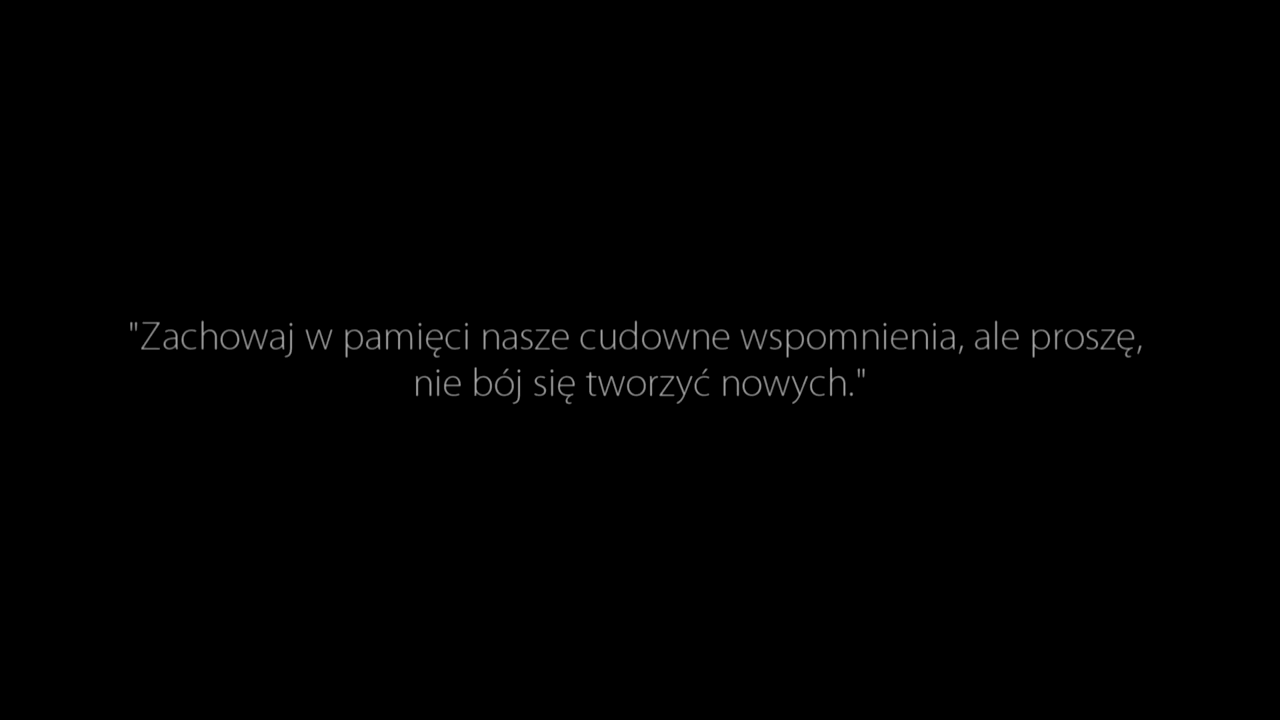 "Zachowaj w pamięci nasze cudowne wspomnienia, ale proszę,
nie bój się tworzyć nowych."